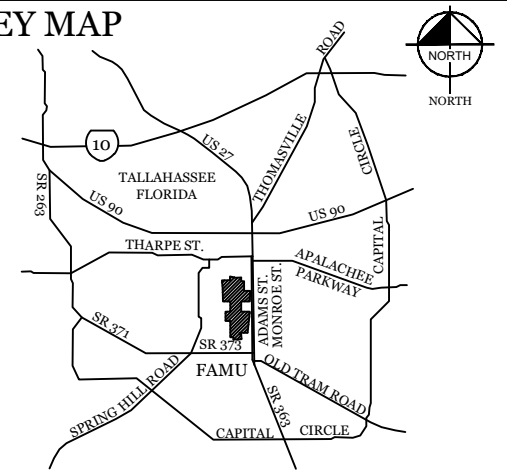 EY MAP
NORTH
NORTH
ROAD
10
US 27
THOMASVILLE
CIRCLE
TALLAHASSEE
FLORIDA
SR 263
US 90
US 90
CAPITAL
THARPE ST.
APALACHEE
PARKWAY
ADAMS ST.
MONROE ST.
SR 371
SR 373
FAMU
SPRING HILL ROAD
OLD TRAM ROAD
SR 363
CAPITAL CIRCLE